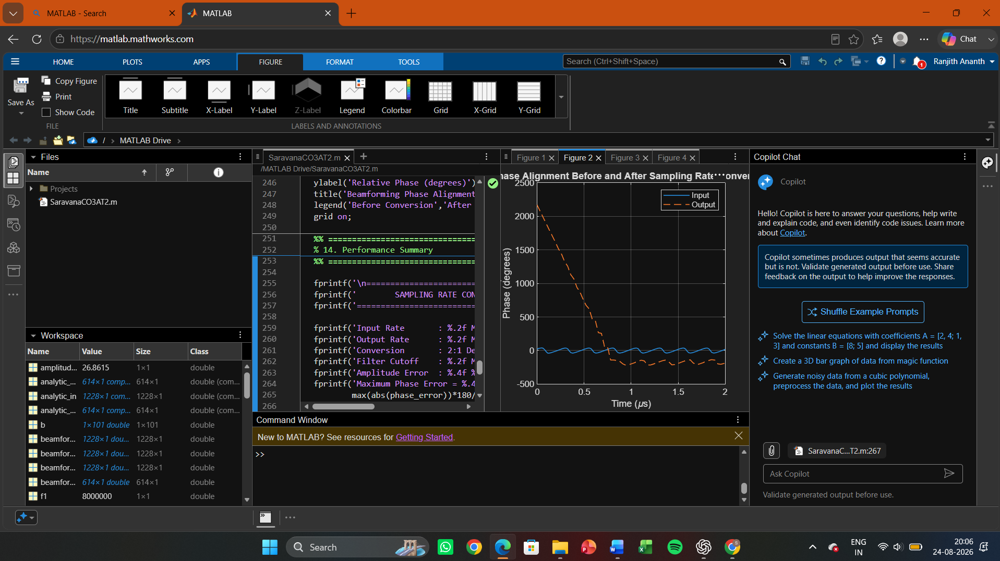 MATLAB - Search
MATLAB
https://matlab.mathworks.com
Chat
HOME
PLOTS
APPS
FIGURE
FORMAT
TOOLS
Search (Ctrl+Shift+Space)
1
Ranjith Ananth
Save As
Copy Figure
Print
Show Code
FILE
Title
Subtitle
X-Label
Y-Label
Z-Label
Legend
Colorbar
Grid
X-Grid
Y-Grid
LABELS AND ANNOTATIONS
/ › MATLAB Drive ›
Files
Name
Projects
SaravanaCO3AT2.m
Workspace
Name Value Size Class
amplitud... 26.8615 1×1 double
analytic_... 614×1 comp... 614×1 double (com...
analytic_in 1228×1 com... 1228×1 double (com...
analytic_... 614×1 comp... 614×1 double (com...
b 1×101 double 1×101 double
beamfor... 1228×1 dou... 1228×1 double
beamfor... 1228×1 dou... 1228×1 double
beamfor... 1228×1 dou... 1228×1 double
beamfor... 614×1 double 614×1 double
f1 8000000 1×1 double
SaravanaCO3AT2.m
/MATLAB Drive/SaravanaCO3AT2.m
246 ylabel('Relative Phase (degrees)')
247 title('Beamforming Phase Alignment
248 legend('Before Conversion','After
249 grid on;
250
251 %% ===============================
252 % 14. Performance Summary
253 %% ===============================
254
255 fprintf('\n=======================
256 fprintf('        SAMPLING RATE CON
257 fprintf('=========================
258
259 fprintf('Input Rate       : %.2f M
260 fprintf('Output Rate      : %.2f M
261 fprintf('Conversion       : 2:1 De
262 fprintf('Filter Cutoff    : %.2f M
263 fprintf('Amplitude Error  : %.4f %
264 fprintf('Maximum Phase Error = %.4
265 max(abs(phase_error))*180/
266
Figure 1
Figure 2
Figure 3
Figure 4
hase Alignment Before and After Sampling Rate···onver
2500
2000
1500
1000
500
0
-500
Phase (degrees)
Input
Output
0 0.5 1 1.5 2
Time (μs)
Command Window
New to MATLAB? See resources for Getting Started.
>>
Copilot Chat
Copilot
Hello! Copilot is here to answer your questions, help write
and explain code, and even identify code issues. Learn more
about Copilot.
Copilot sometimes produces output that seems accurate
but is not. Validate generated output before use. Share
feedback on the output to help improve the responses.
Shuffle Example Prompts
Solve the linear equations with coefficients A = [2, 4; 1,
3] and constants B = [8; 5] and display the results
Create a 3D bar graph of data from magic function
Generate noisy data from a cubic polynomial,
preprocess the data, and plot the results
SaravanaC...T2.m:267
Ask Copilot
Validate generated output before use.
Search
ENG
IN
20:06
24-08-2026